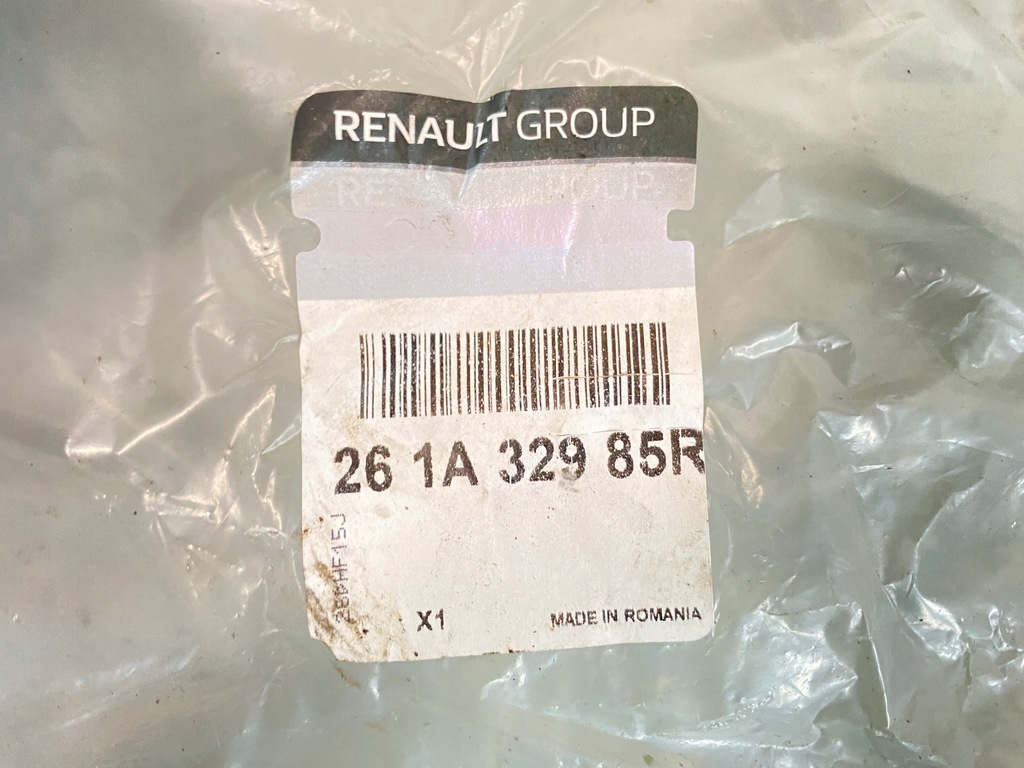 RENAULT GROUP
26 1A 329 85R
X1
MADE IN ROMANIA